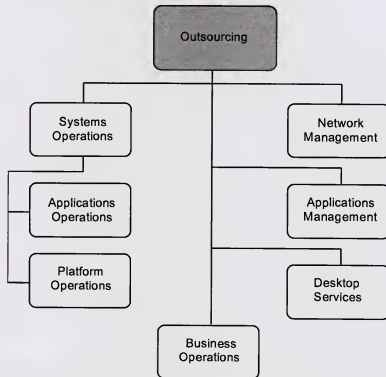 Outsourcing
Systems
Operations
Network
Management
Applications
Operations
Applications
Management
Platform
Operations
Desktop
Services
Business
Operations